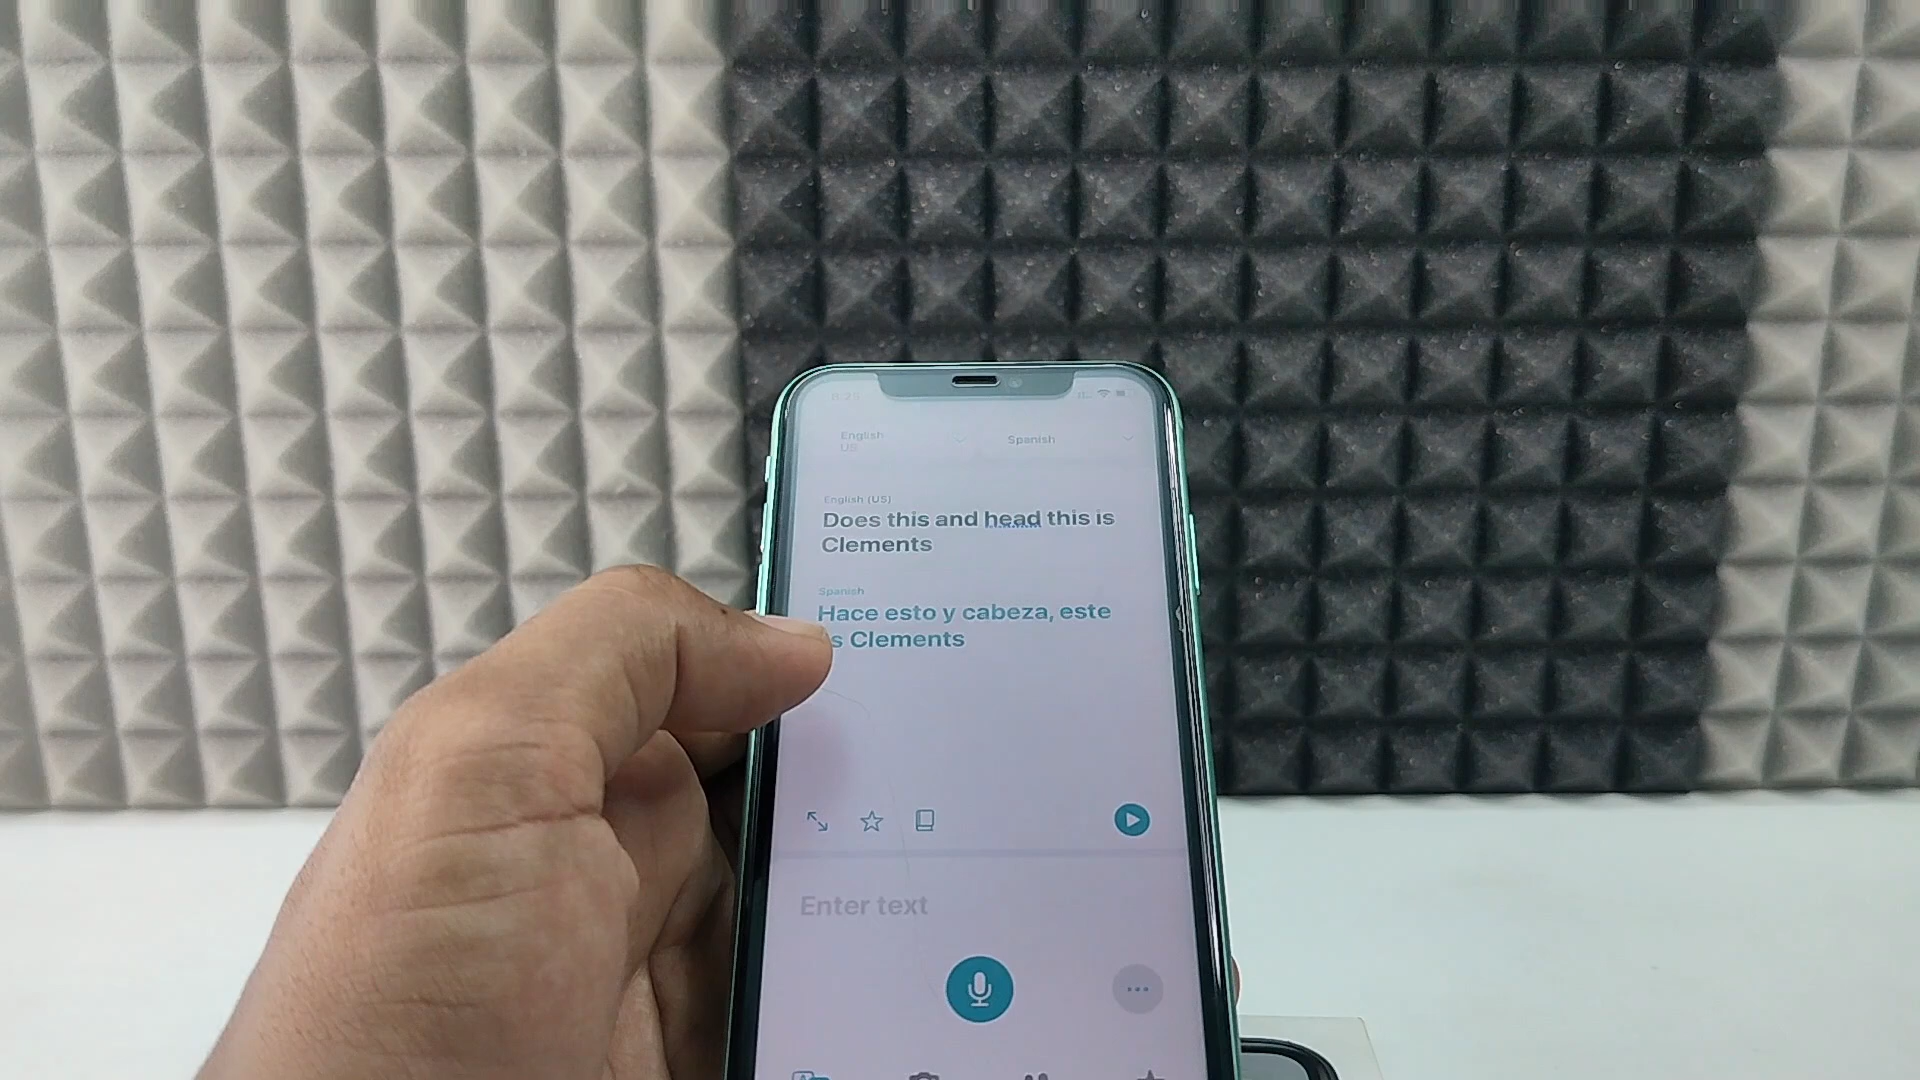 English
US
Spanish
English (US)
Does this and head this is
Clements
Spanish
Hace esto y cabeza, este
s Clements
Enter text